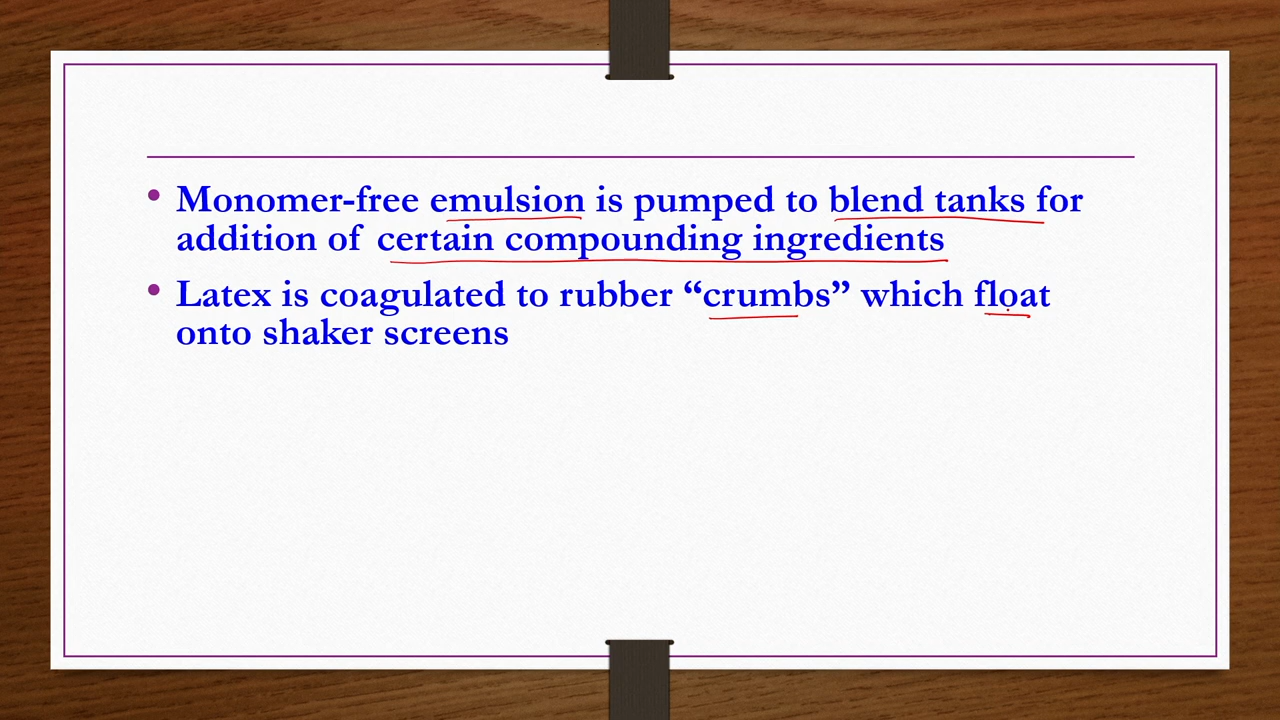 • Monomer-free emulsion is pumped to blend tanks for
addition of certain compounding ingredients
• Latex is coagulated to rubber “crumbs” which float
onto shaker screens